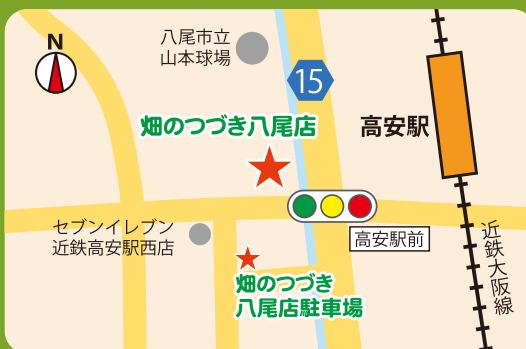 N
八尾市立
山本球場
15
畑のつづき八尾店
高安駅
セブンイレブン
近鉄高安駅西店
高安駅前
近鉄大阪線
畑のつづき
八尾店駐車場